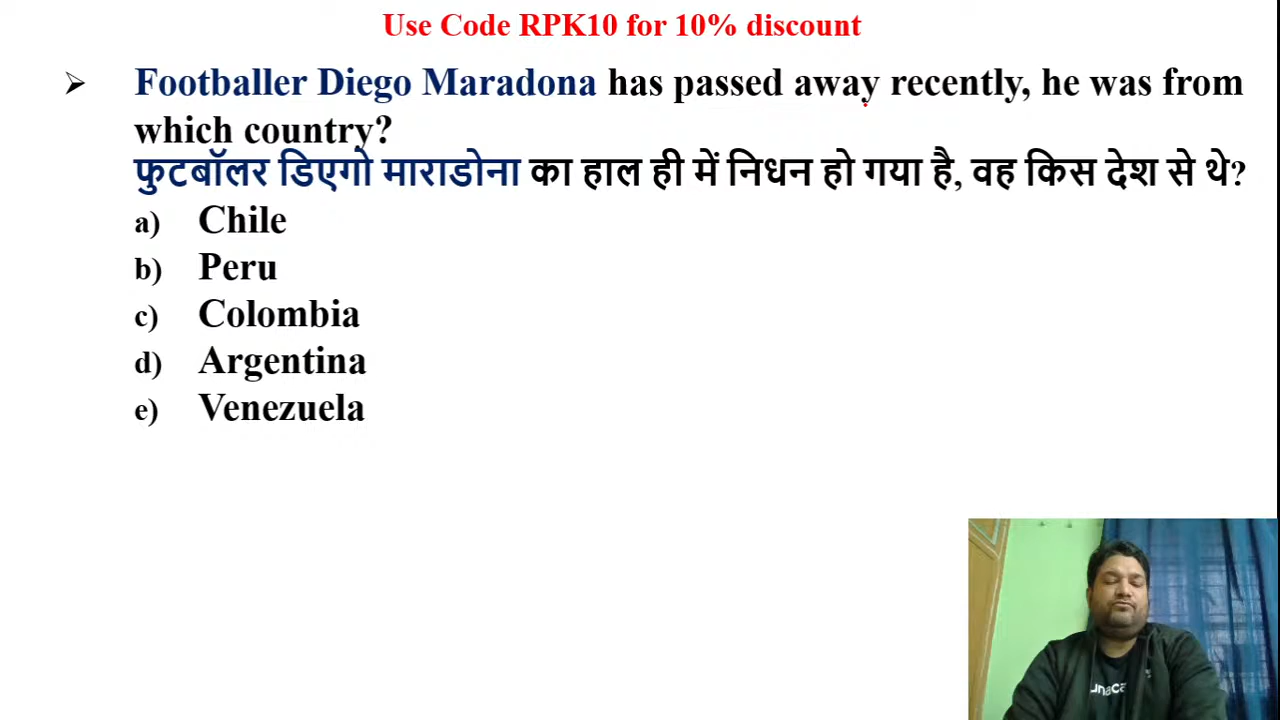 Use Code RPK10 for 10% discount
➢ Footballer Diego Maradona has passed away recently, he was from
which country?
फुटबॉलर डिएगो माराडोना का हाल ही में निधन हो गया है, वह किस देश से थे?
a) Chile
b) Peru
c) Colombia
d) Argentina
e) Venezuela